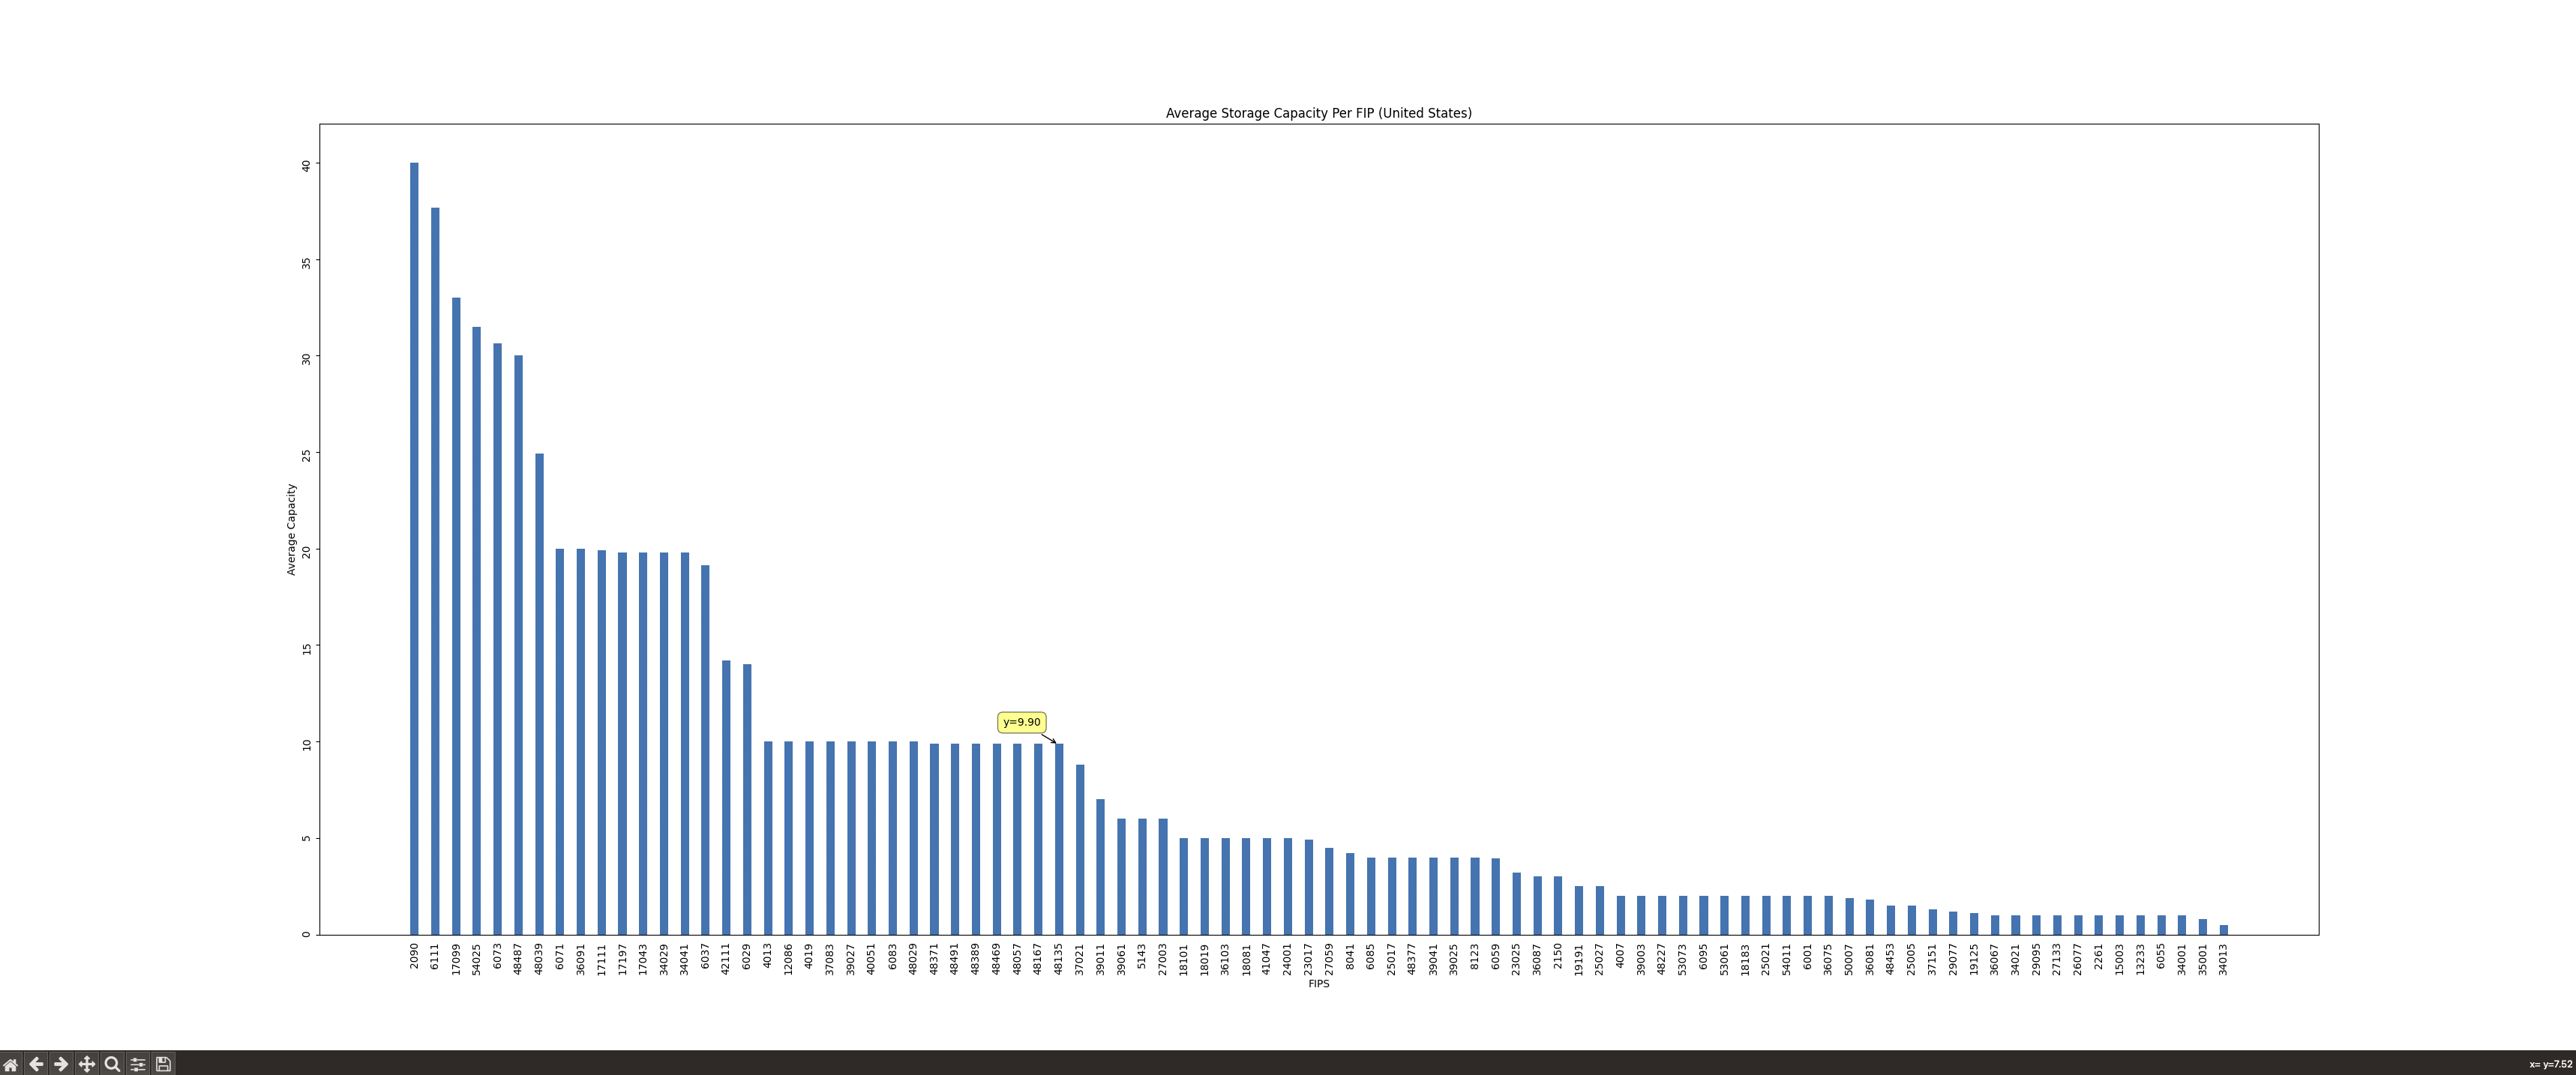 Average Storage Capacity Per FIP (United States)
40
35
30
25
20
15
10
5
0
Average Capacity
y=9.90
2090 6111 17099 54025 6073 48487 48039 6071 36091 17111 17197 17043 34029 34041 6037 42111 6029 4013 12086 4019 37083 39027 40051 6083 48029 48371 48491 48389 48469 48057 48167 48135 37021 39011 39061 5143 27003 18101 18019 36103 18081 41047 24001 23017 27059 8041 6085 25017 48377 39041 39025 8123 6059 23025 36087 2150 19191 25027 4007 39003 48227 53073 6095 53061 18183 25021 54011 6001 36075 50007 36081 48453 25005 37151 29077 19125 36067 34021 29095 27133 26077 2261 15003 13233 6055 34001 35001 34013
FIPS
x= y=7.52